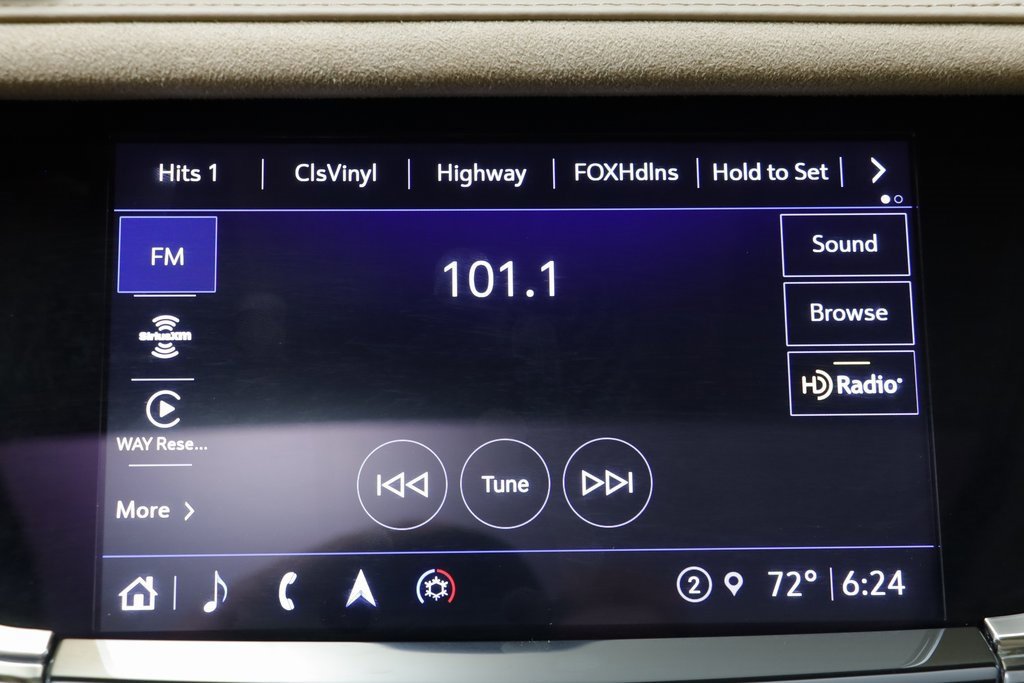 Hits 1 ClsVinyl Highway FOXHdlns Hold to Set
FM
101.1
Sound
SiriusXM
Browse
HD Radio
WAY Rese...
Tune
More
2 72° 6:24